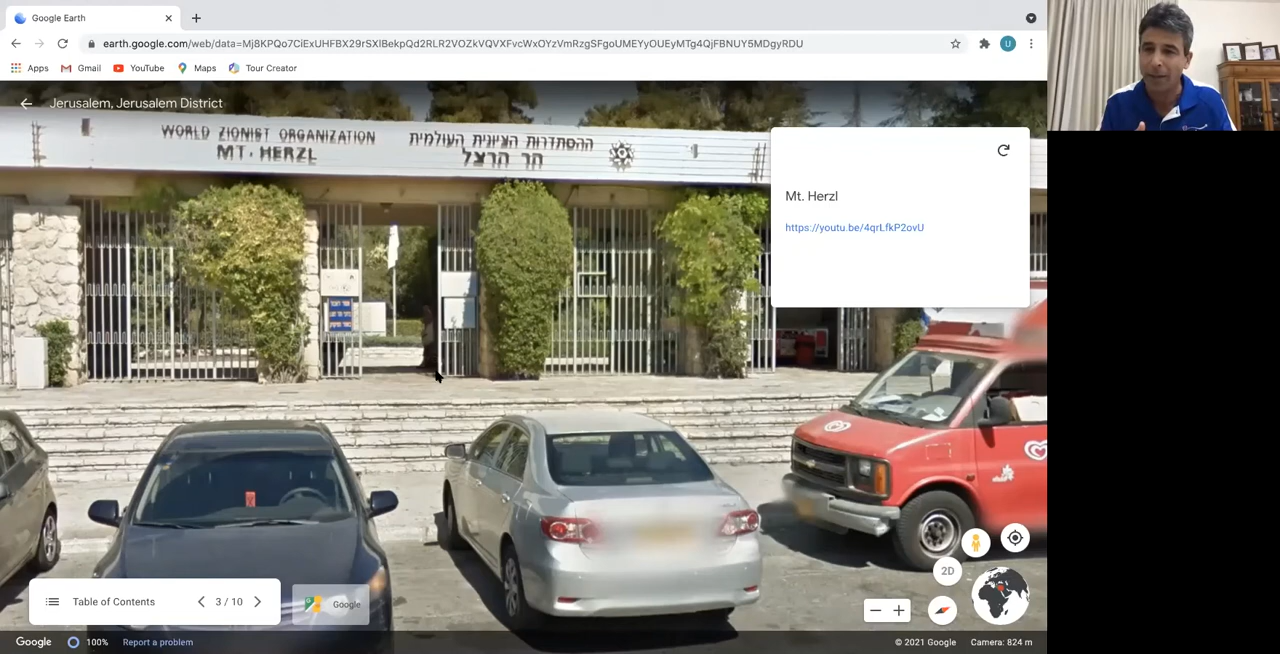 Google Earth
earth.google.com/web/data=Mj8KPQo7CiExUHFBX29rSXlBekpQd2RLR2VOZkVQVXFvcWxOYzVmRzgSFgoUMEYyOUEyMTg4QjFBNUY5MDgyRDU
U
Apps
Gmail
YouTube
Maps
Tour Creator
Jerusalem, Jerusalem District
WORLD ZIONIST ORGANIZATION
MT. HERZL
ההסתדרות הציונית העולמית
הר הרצל
Mt. Herzl
https://youtu.be/4qrLfkP2ovU
Table of Contents
3 / 10
Google
2D
Google
100%
Report a problem
© 2021 Google
Camera: 824 m